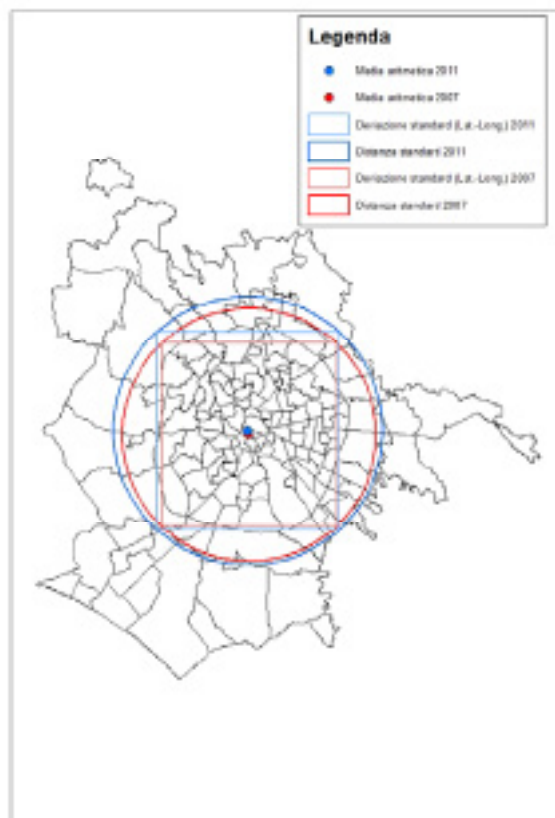 Legenda
Media aritmetica 2011
Media aritmetica 2007
Deviazione standard (Lat.-Long.) 2011
Distanza standard 2011
Deviazione standard (Lat.-Long.) 2007
Distanza standard 2007